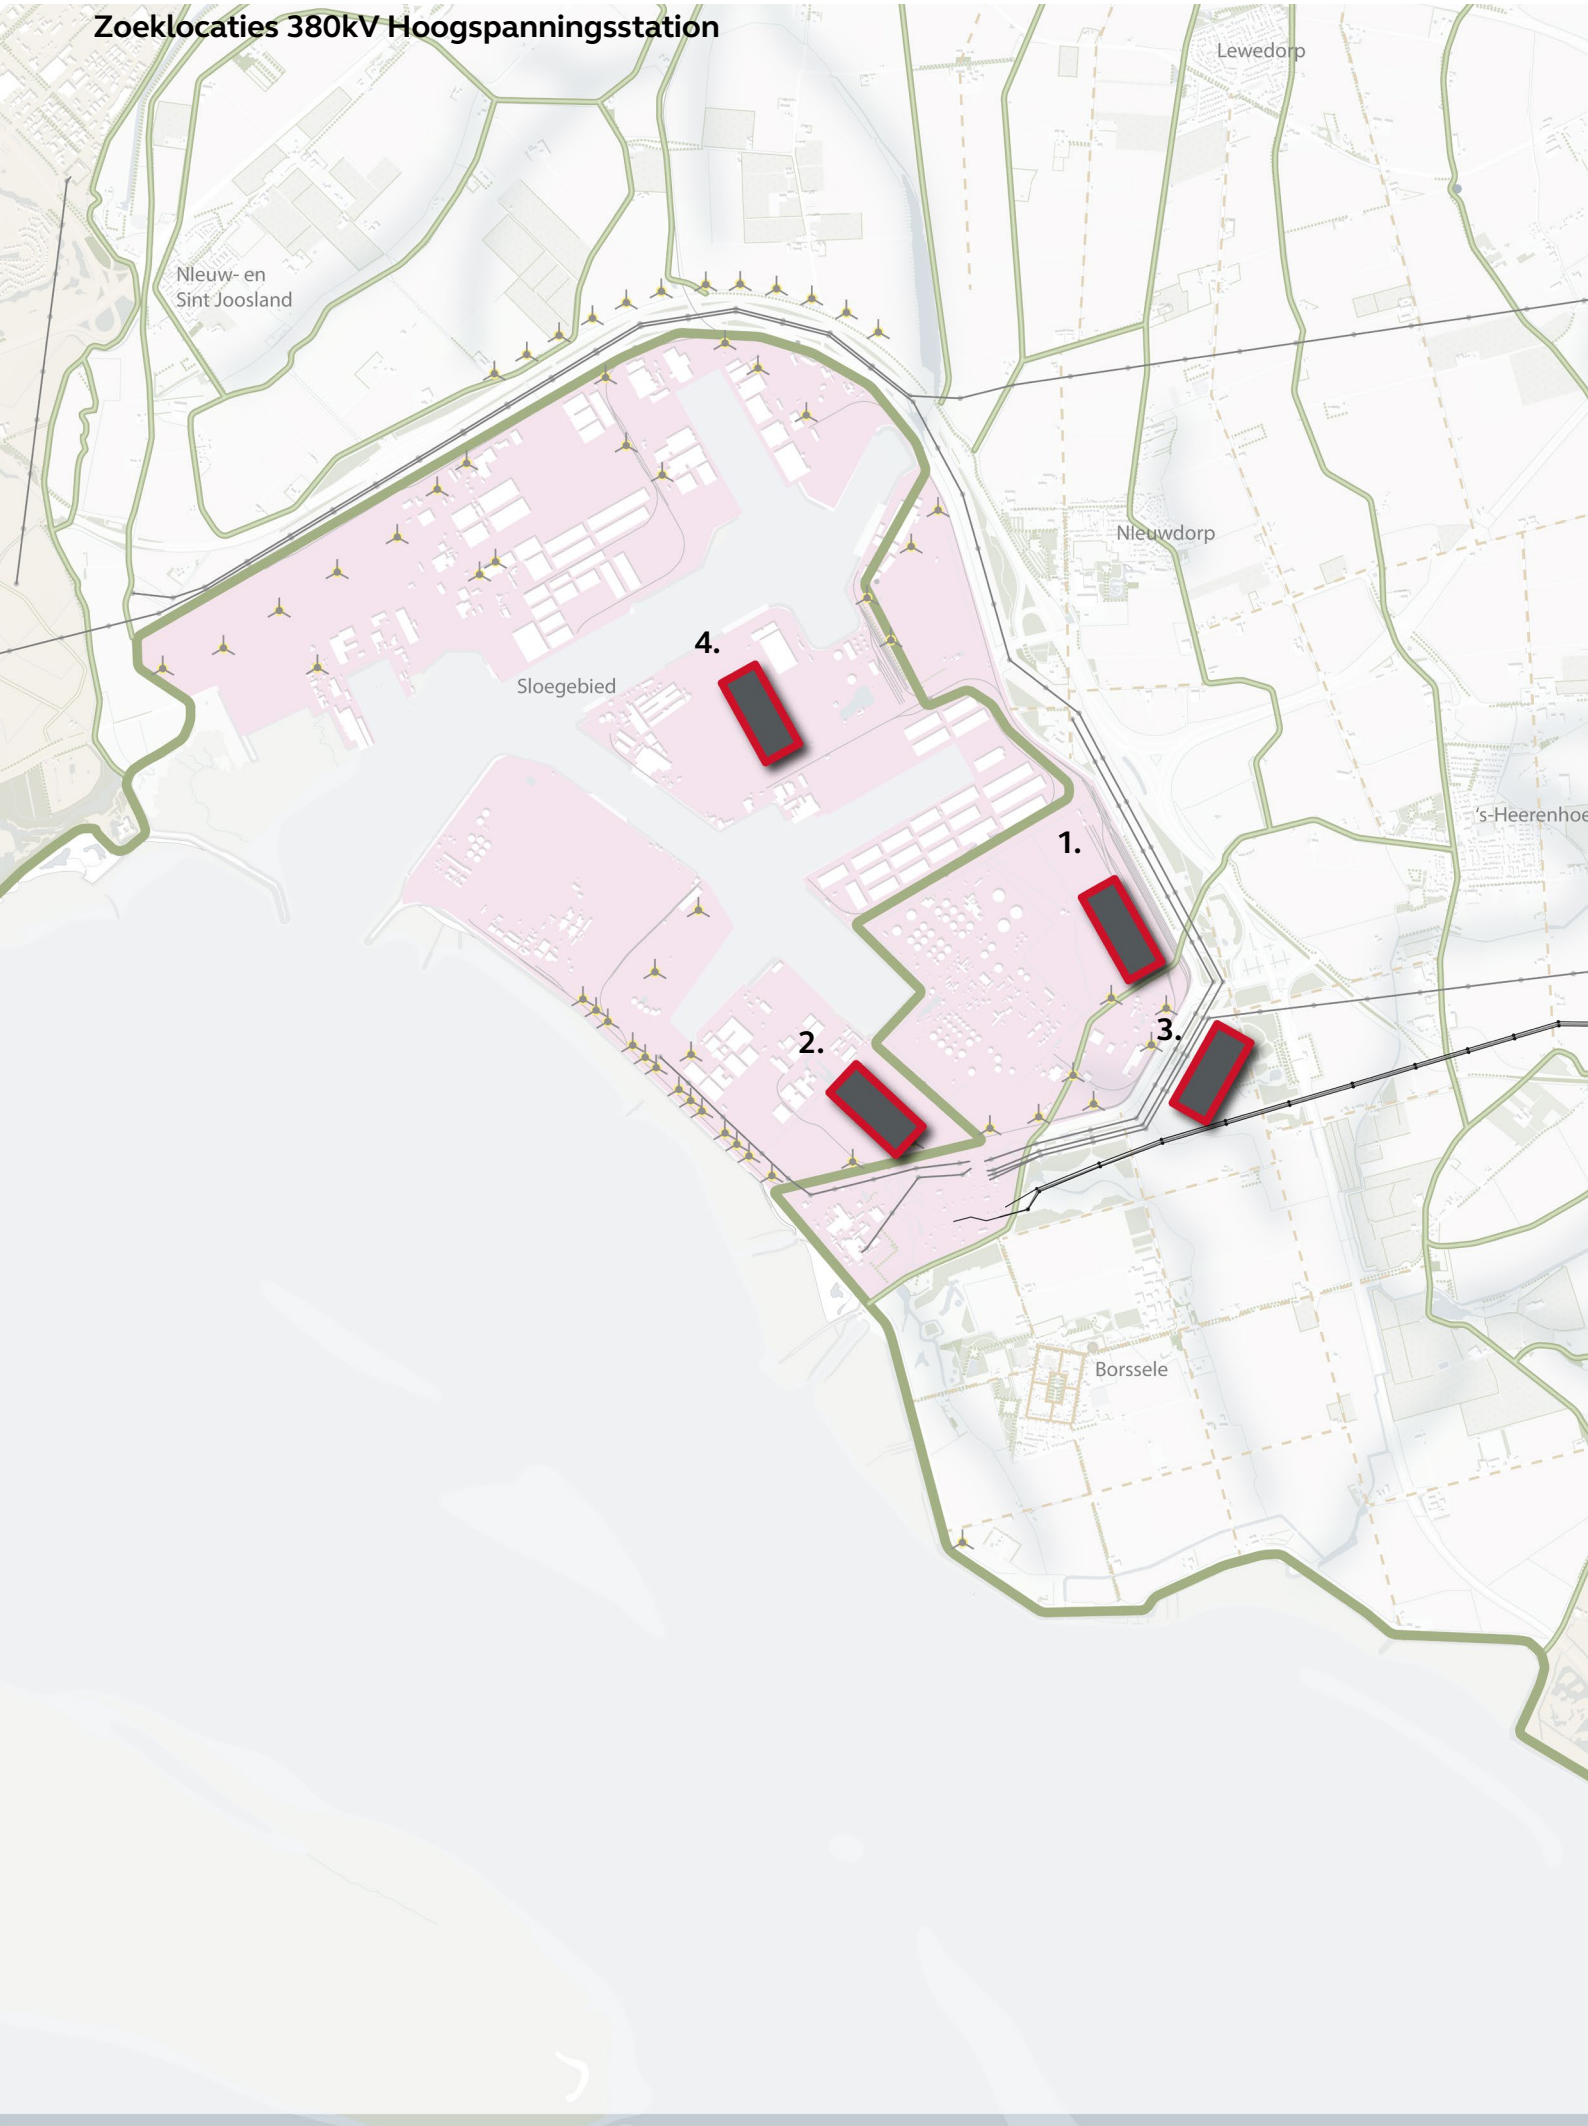 Zoeklocaties 380kV Hoogspanningsstation
Lewedorp
NIeuw- en
Sint Joosland
NIeuwdorp
4.
Sloegebied
's-Heerenhoe
1.
3.
2.
Borssele